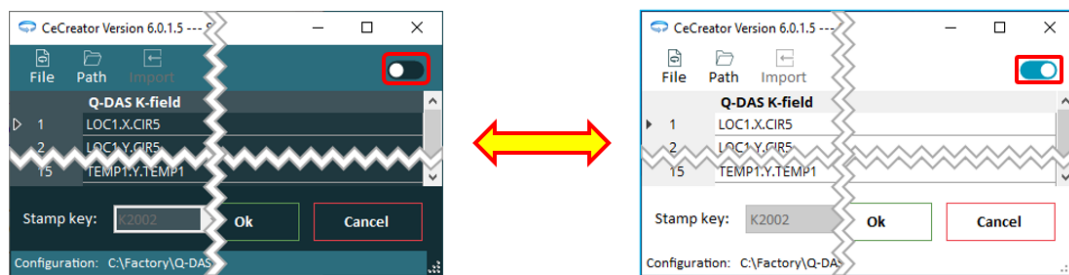 CeCreator Version 6.0.1.5 ---
File Path Import
Q-DAS K-field
1 LOC1.X.CIR5
2 LOC1.Y.CIR5
15 TEMP1.Y.TEMP1
Stamp key: K2002 Ok Cancel
Configuration: C:\Factory\Q-DAS
CeCreator Version 6.0.1.5 ---
File Path Import
Q-DAS K-field
1 LOC1.X.CIR5
2 LOC1.Y.CIR5
15 TEMP1.Y.TEMP1
Stamp key: K2002 Ok Cancel
Configuration: C:\Factory\Q-DAS